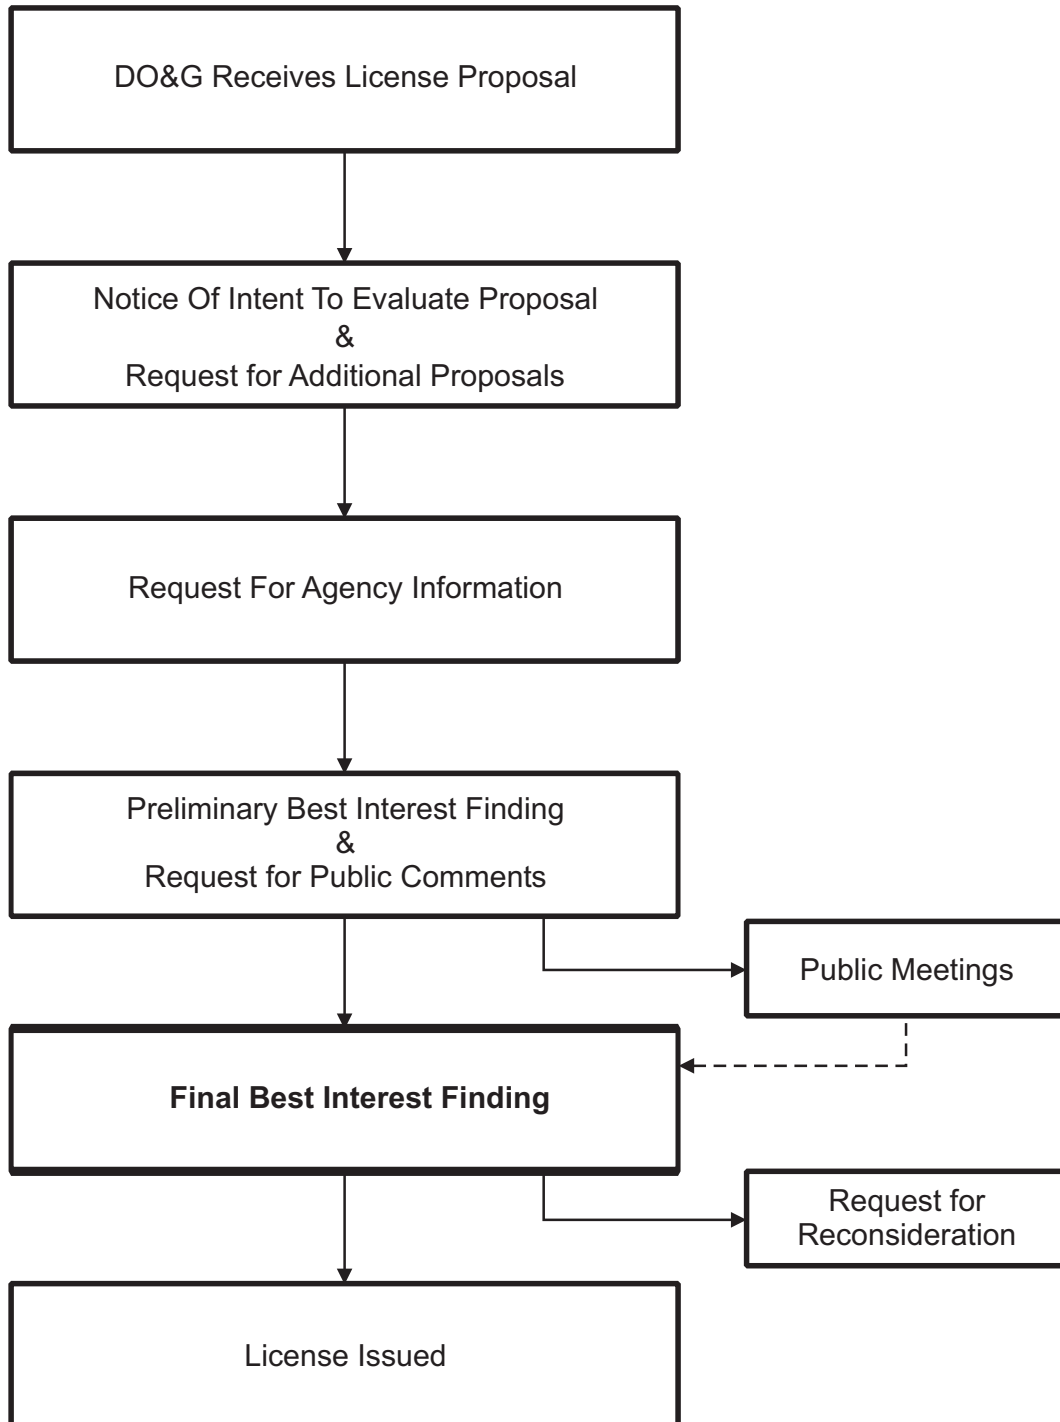 DO&G Receives License Proposal
Notice Of Intent To Evaluate Proposal
&
Request for Additional Proposals
Request For Agency Information
Preliminary Best Interest Finding
&
Request for Public Comments
Public Meetings
Final Best Interest Finding
Request for
Reconsideration
License Issued